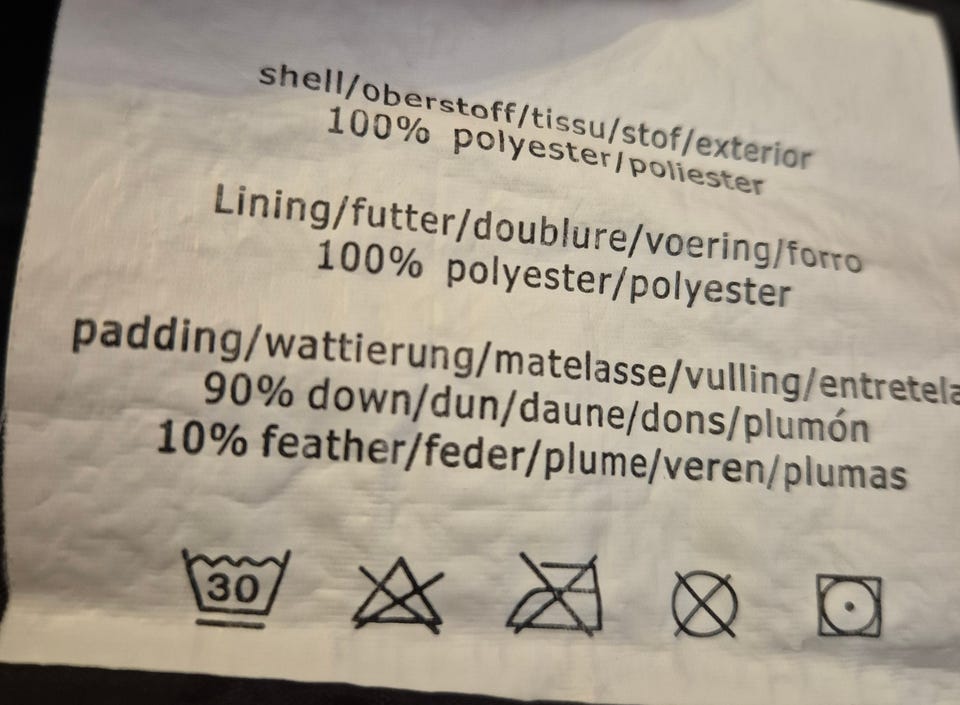 shell/oberstoff/tissu/stof/exterior
100% polyester/poliester
Lining/futter/doublure/voering/forro
100% polyester/polyester
padding/wattierung/matelasse/vulling/entretela
90% down/dun/daune/dons/plumón
10% feather/feder/plume/veren/plumas
30